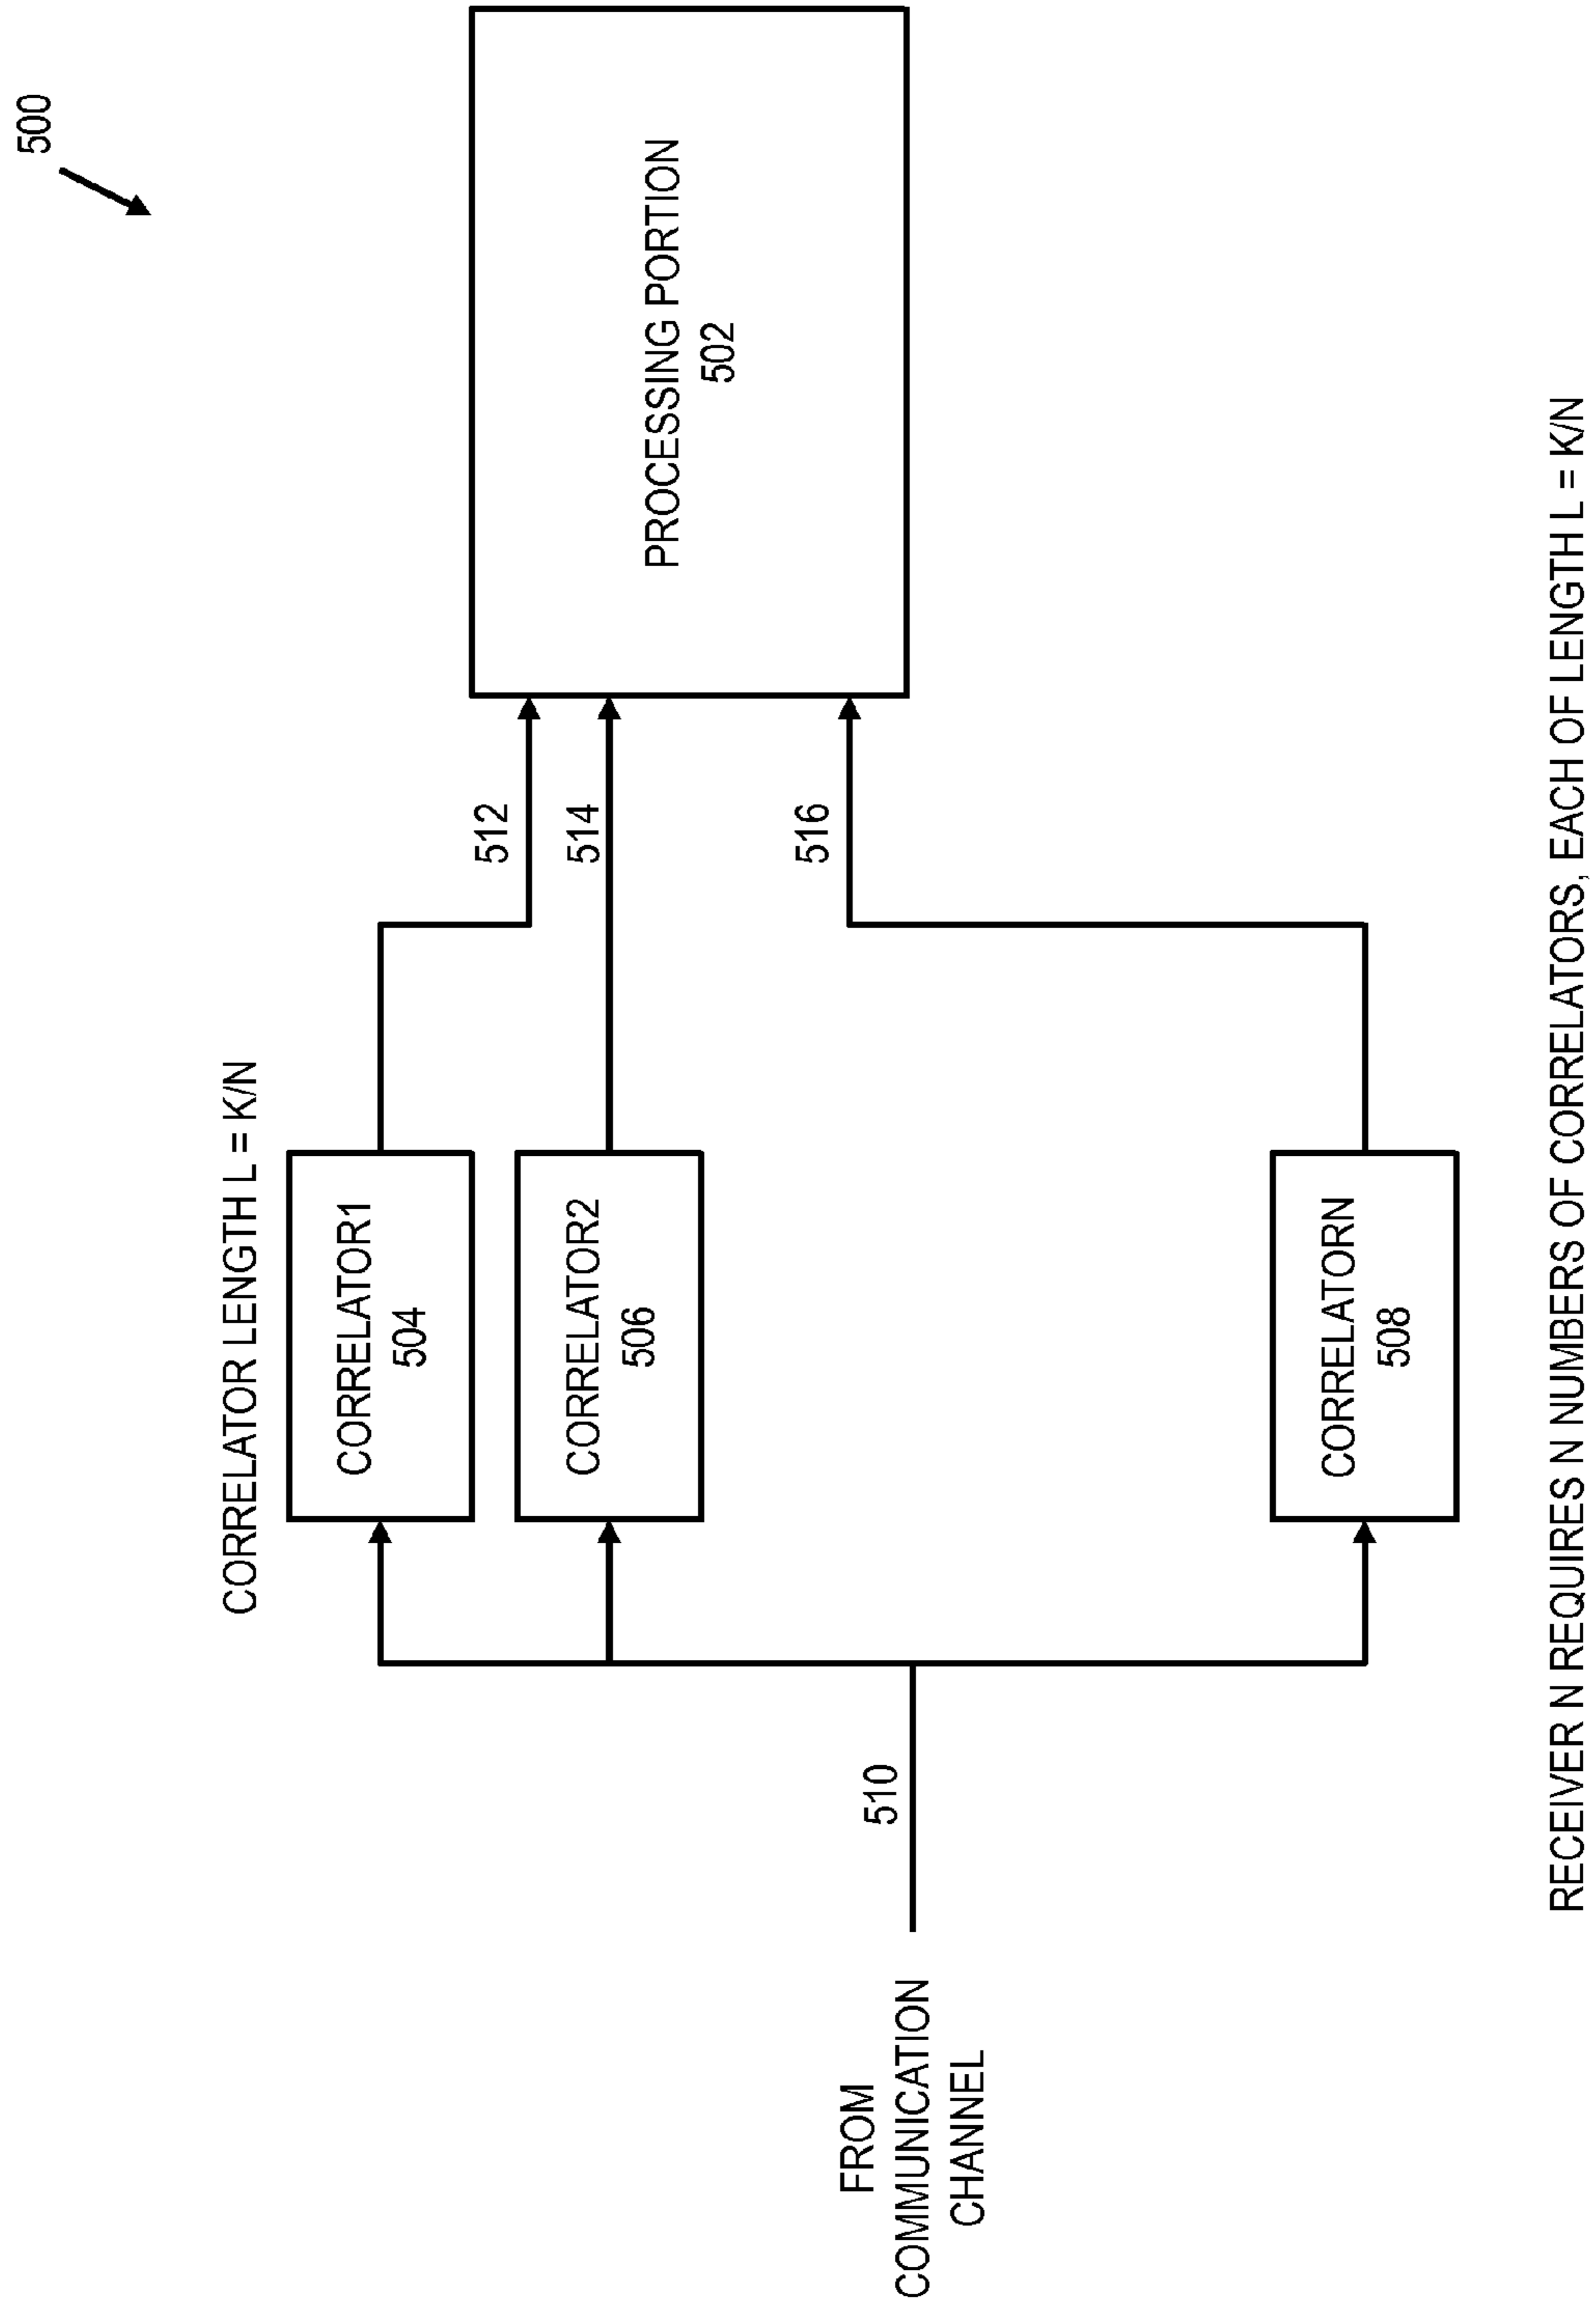 500
CORRELATOR LENGTH L = K/N
CORRELATOR1
504
512
PROCESSING PORTION
502
CORRELATOR2
506
514
516
FROM
COMMUNICATION
CHANNEL
510
CORRELATORN
508
RECEIVER N REQUIRES N NUMBERS OF CORRELATORS, EACH OF LENGTH L = K/N